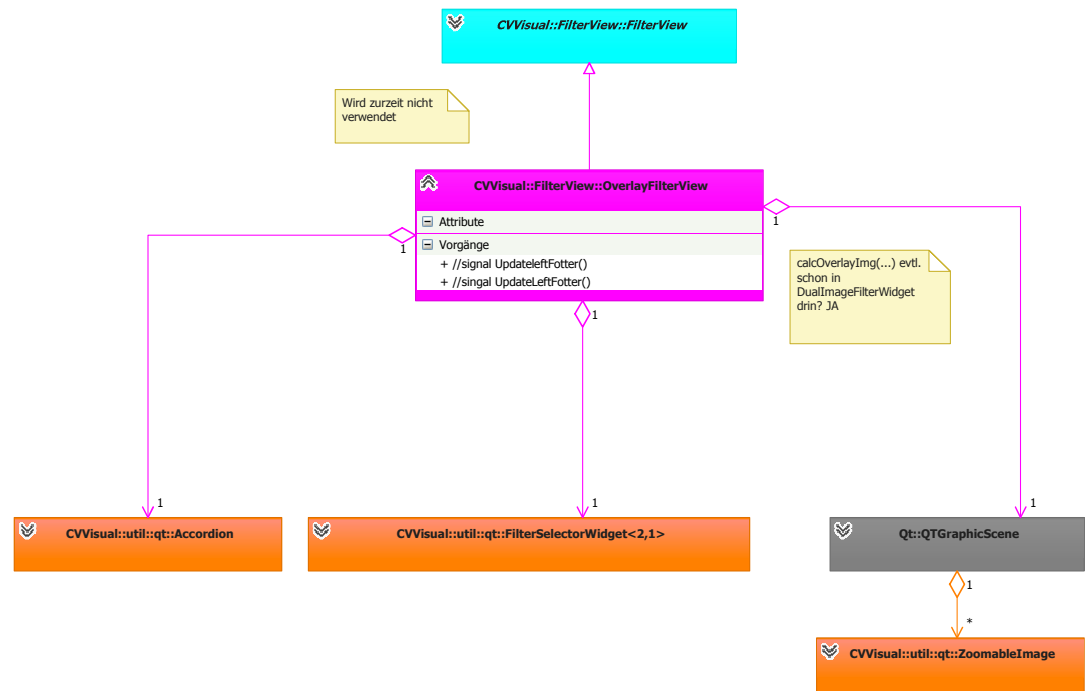 CVVisual::FilterView::FilterView
Wird zurzeit nicht
verwendet
CVVisual::FilterView::OverlayFilterView
Attribute
Vorgänge
+ //signal UpdateleftFotter()
+ //singal UpdateLeftFotter()
1
1
1
calcOverlayImg(...) evtl.
schon in
DualImageFilterWidget
drin? JA
1
1
1
CVVisual::util::qt::Accordion
CVVisual::util::qt::FilterSelectorWidget<2,1>
Qt::QTGraphicScene
1
*
CVVisual::util::qt::ZoomableImage